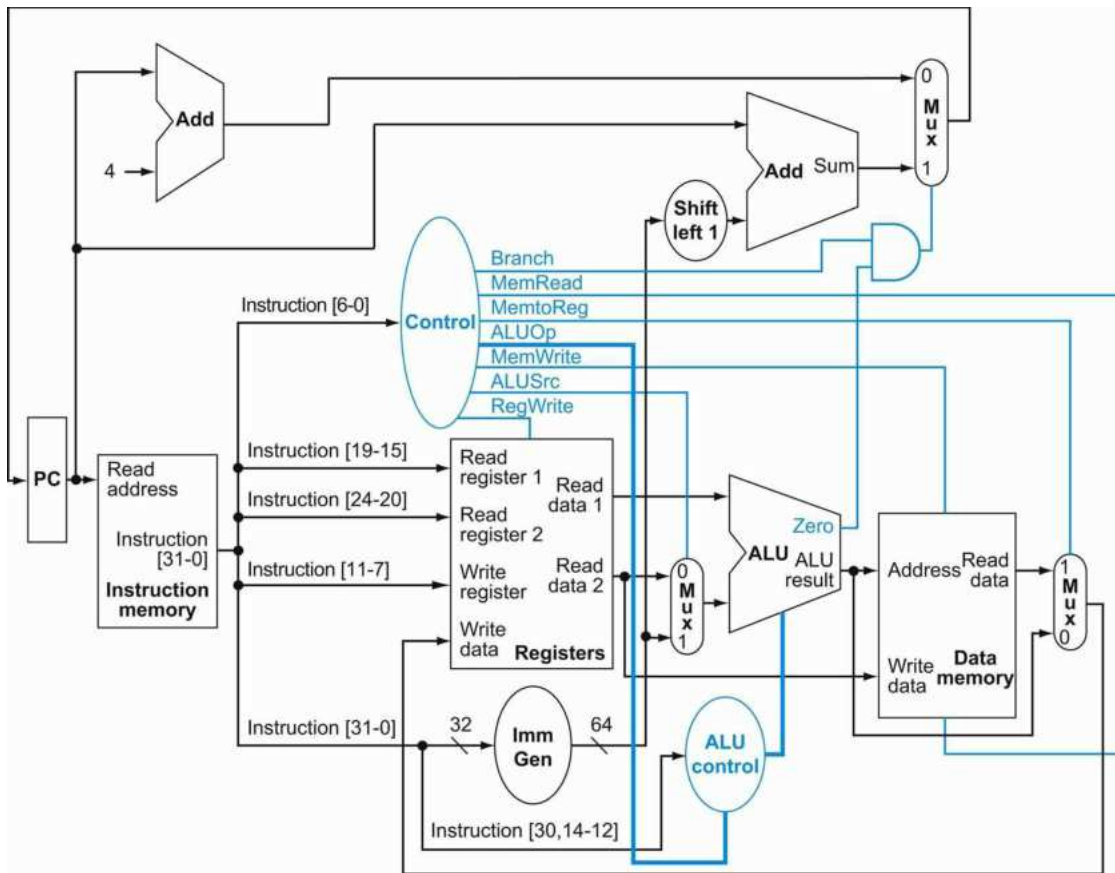 0
Mux
1
Add
4
Add
Sum
Shift
left 1
Branch
MemRead
MemtoReg
ALUOp
MemWrite
ALUSrc
RegWrite
Instruction [6-0]
Control
PC
Read
address
Instruction
[31-0]
Instruction
memory
Instruction [19-15]
Instruction [24-20]
Instruction [11-7]
Read
register 1
Read
register 2
Write
register
Write
data
Read
data 1
Read
data 2
Registers
0
Mux
1
Zero
ALU
ALU
result
Address
Read
data
Write
data
Data
memory
1
Mux
0
Instruction [31-0]
32
Imm
Gen
64
ALU
control
Instruction [30,14-12]